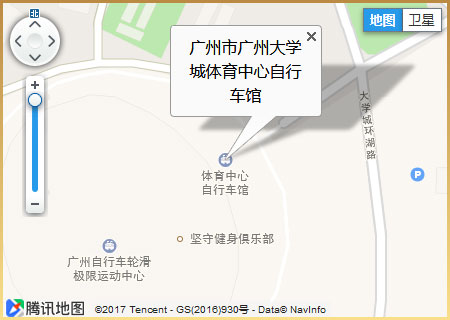 北
地图 卫星
广州市广州大学
城体育中心自行
车馆
大学城环湖路
体育中心
自行车馆
坚守健身俱乐部
广州自行车轮滑
极限运动中心
P
腾讯地图 ©2017 Tencent - GS(2016)930号 - Data© NavInfo